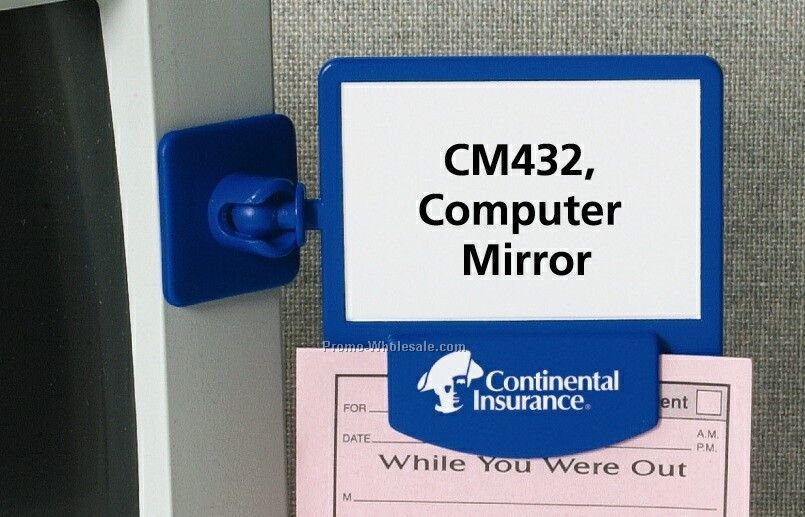 CM432,
Computer
Mirror
Promo-Wholesale.com
Continental
Insurance®
FOR
ent
DATE
A.M.
P.M.
While You Were Out
M